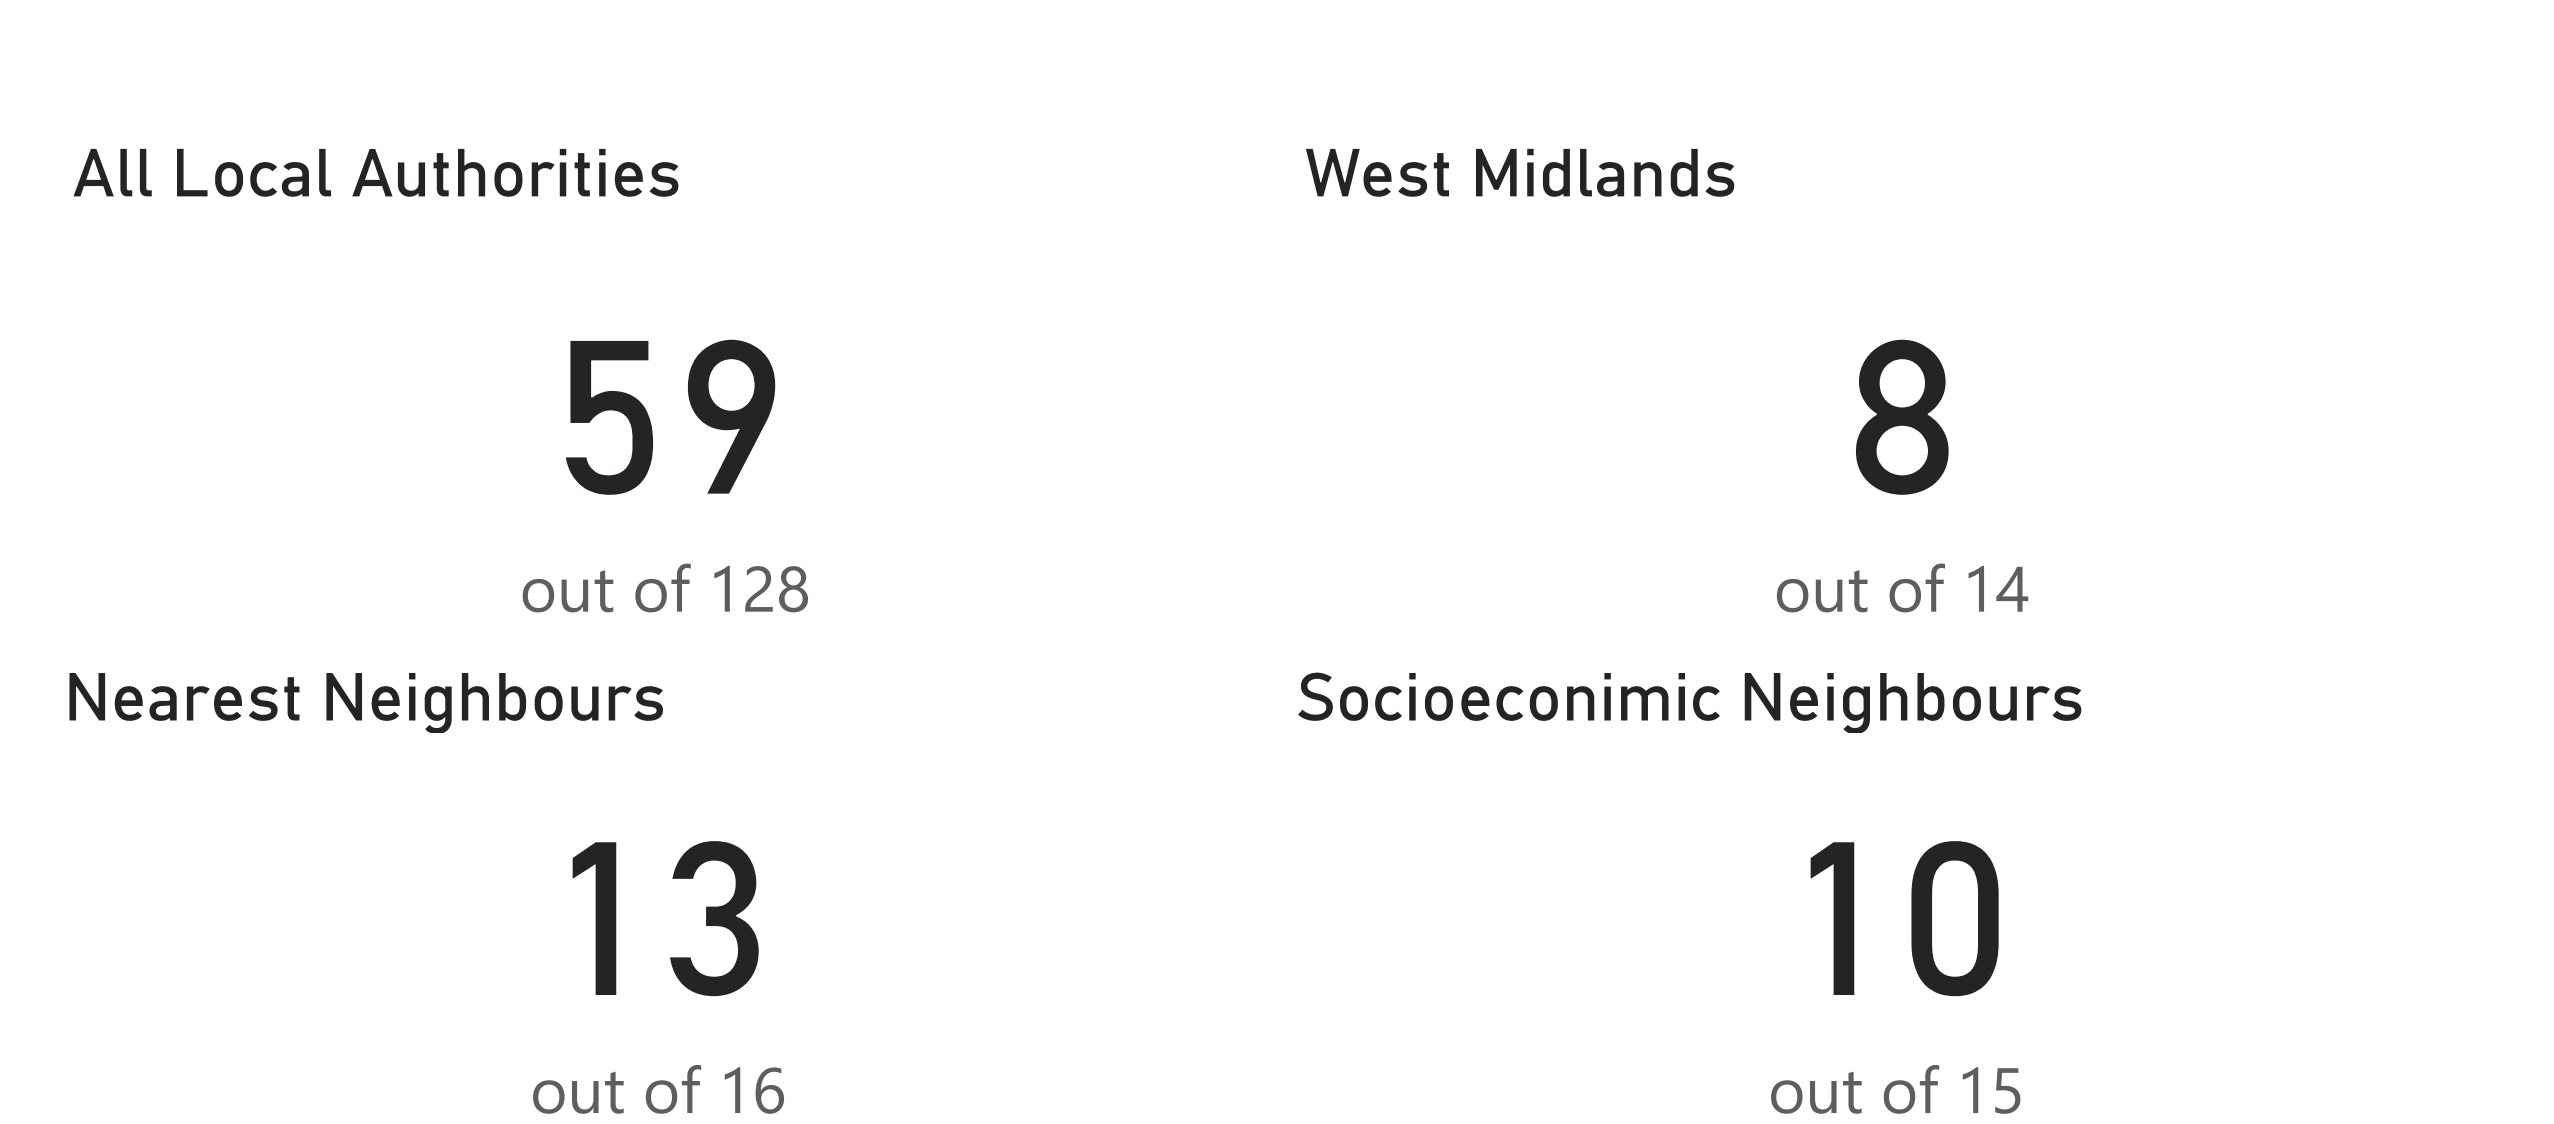 All Local Authorities
West Midlands
59
8
out of 128
out of 14
Nearest Neighbours
Socioeconimic Neighbours
13
10
out of 16
out of 15